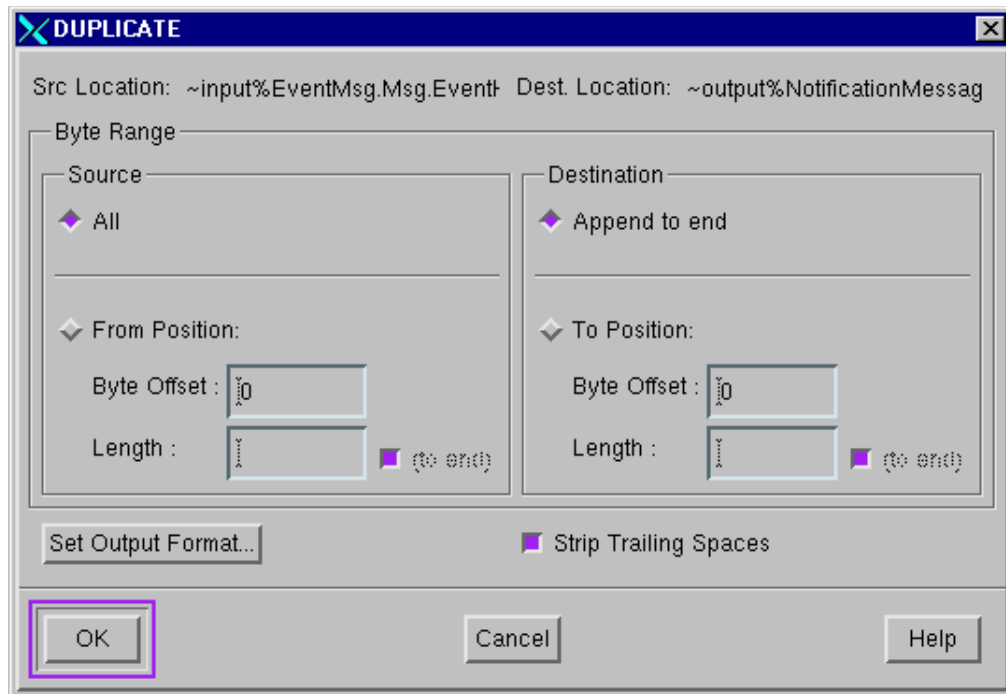 DUPLICATE
Src Location: ~input%EventMsg.Msg.EventH Dest. Location: ~output%NotificationMessag
Byte Range
Source
All
From Position:
Byte Offset : 0
Length :
(to end)
Destination
Append to end
To Position:
Byte Offset : 0
Length :
(to end)
Set Output Format...
Strip Trailing Spaces
OK
Cancel
Help